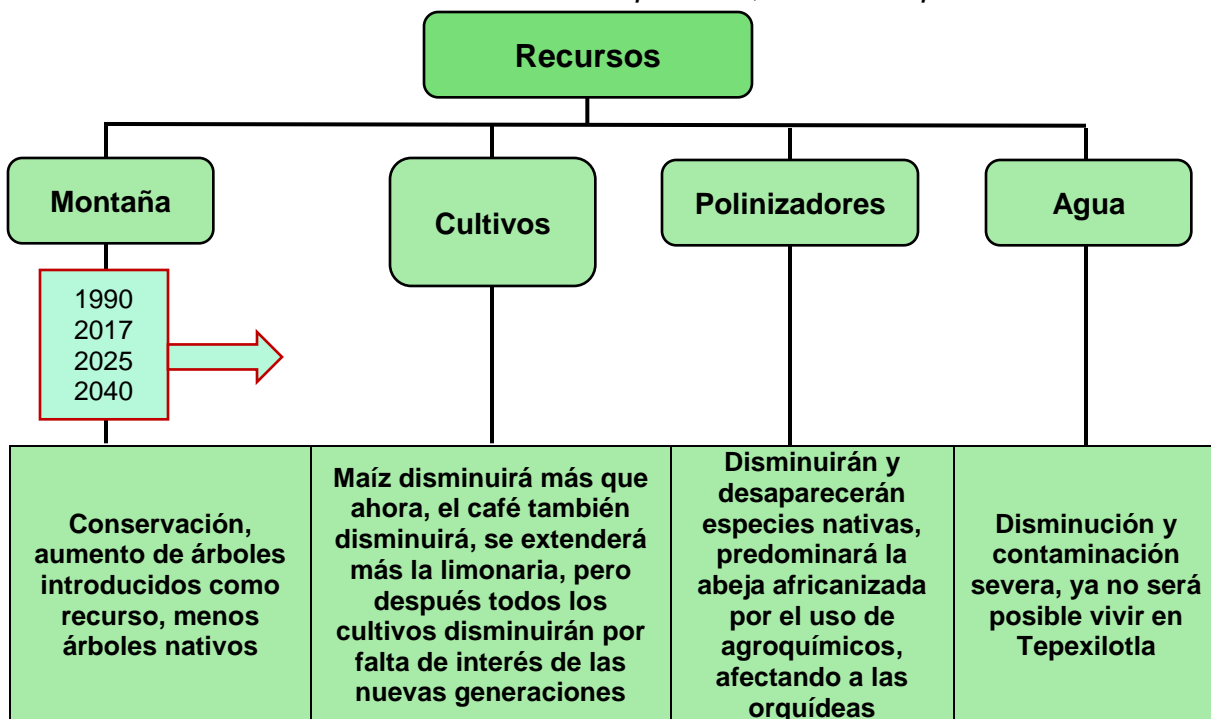 Recursos
Montaña
Cultivos
Polinizadores
Agua
1990
2017
2025
2040
Conservación,
aumento de árboles
introducidos como
recurso, menos
árboles nativos
Maíz disminuirá más que
ahora, el café también
disminuirá, se extenderá
más la limonaria, pero
después todos los
cultivos disminuirán por
falta de interés de las
nuevas generaciones
Disminuirán y
desaparecerán
especies nativas,
predominará la
abeja africanizada
por el uso de
agroquímicos,
afectando a las
orquídeas
Disminución y
contaminación
severa, ya no será
posible vivir en
Tepexilotla